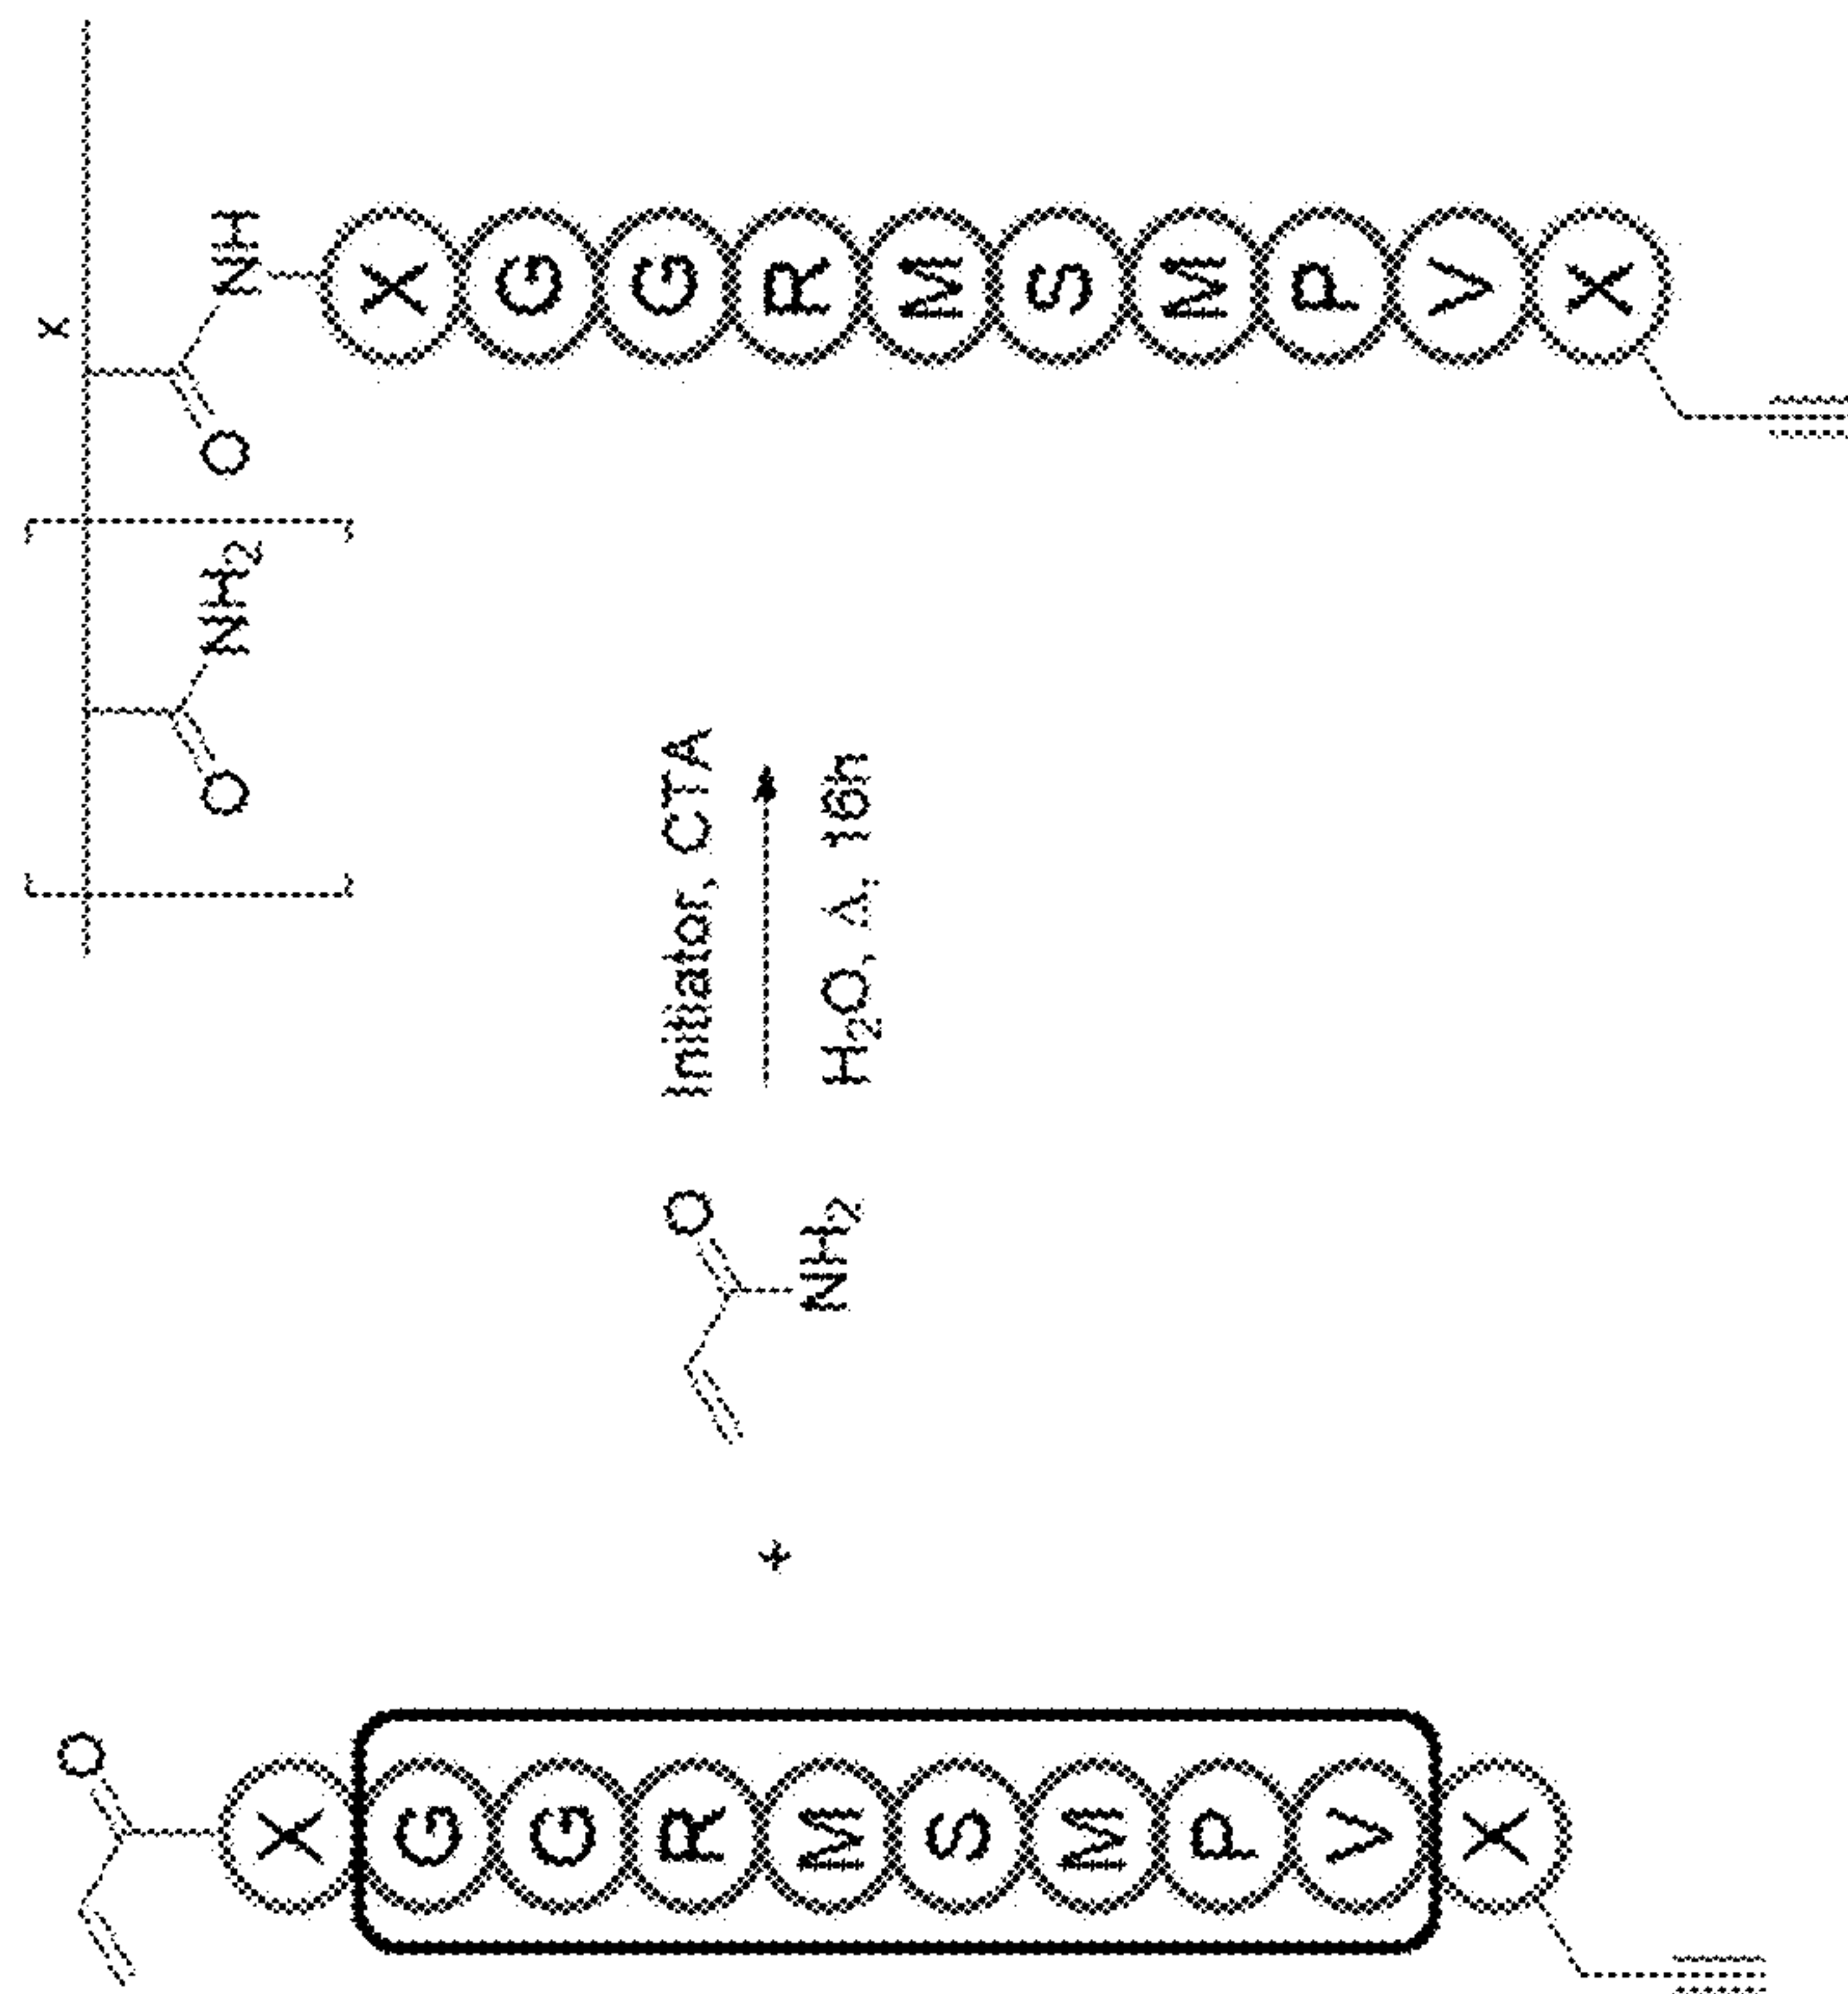 O
X
G
G
R
M
S
M
P
V
X
+
O
NH₂
Initiator, CTA
H₂O, Δ, 16h
O
NH₂
x
O
NH
X
G
G
R
M
S
M
P
V
X